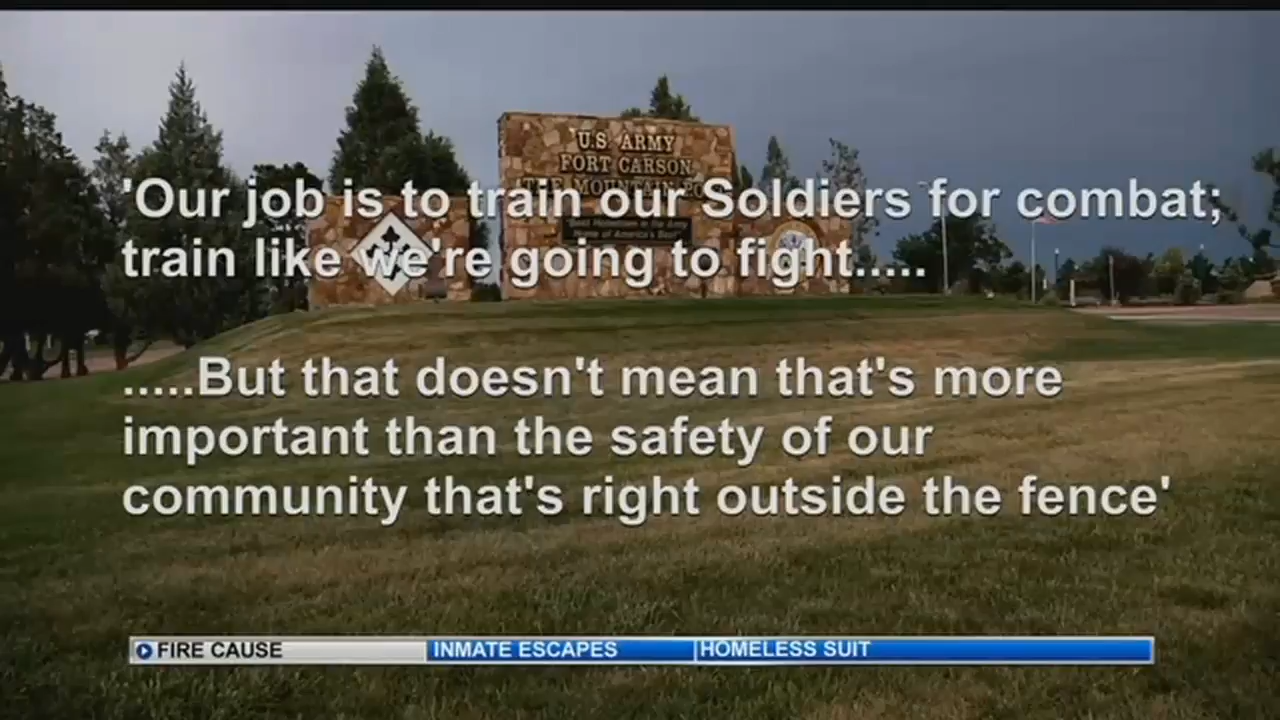 U.S. ARMY
FORT CARSON
'Our job is to train our Soldiers for combat;
train like we're going to fight.....
.....But that doesn't mean that's more
important than the safety of our
community that's right outside the fence'
FIRE CAUSE
INMATE ESCAPES
HOMELESS SUIT